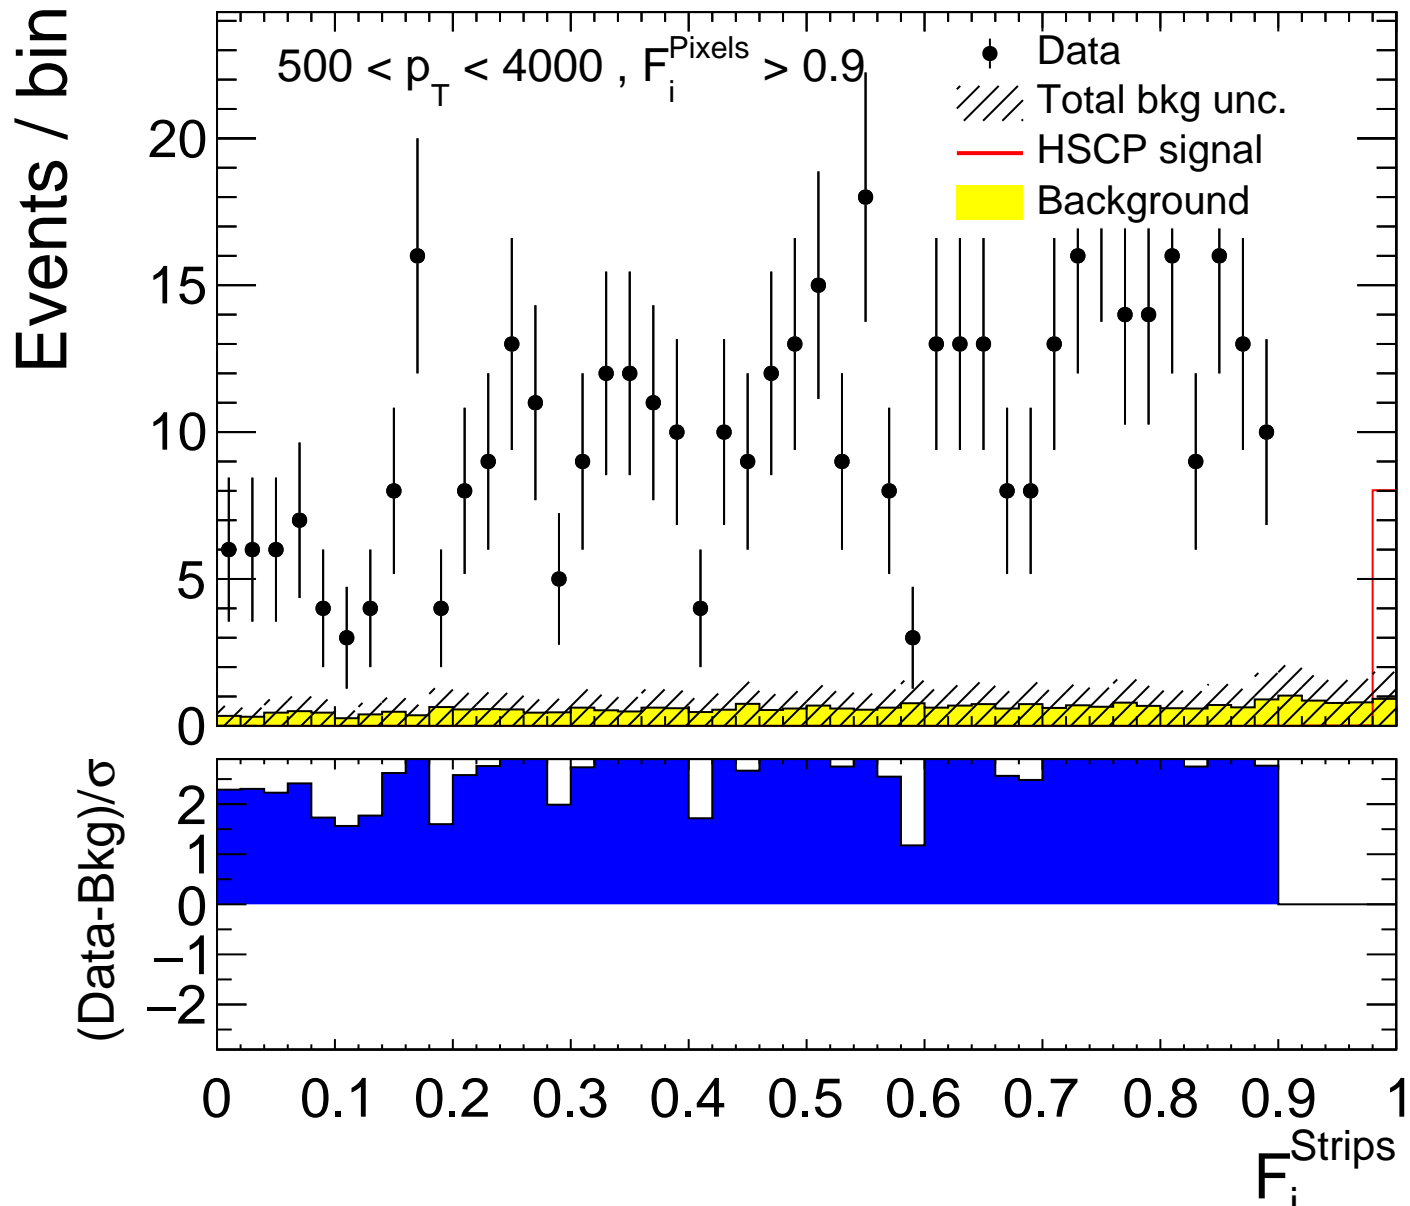 Events / bin
500 < p_T < 4000 , F_i^Pixels > 0.9
Data
Total bkg unc.
HSCP signal
Background
20
15
10
5
0
(Data-Bkg)/σ
2
1
0
−1
−2
0 0.1 0.2 0.3 0.4 0.5 0.6 0.7 0.8 0.9 1
F_i^Strips